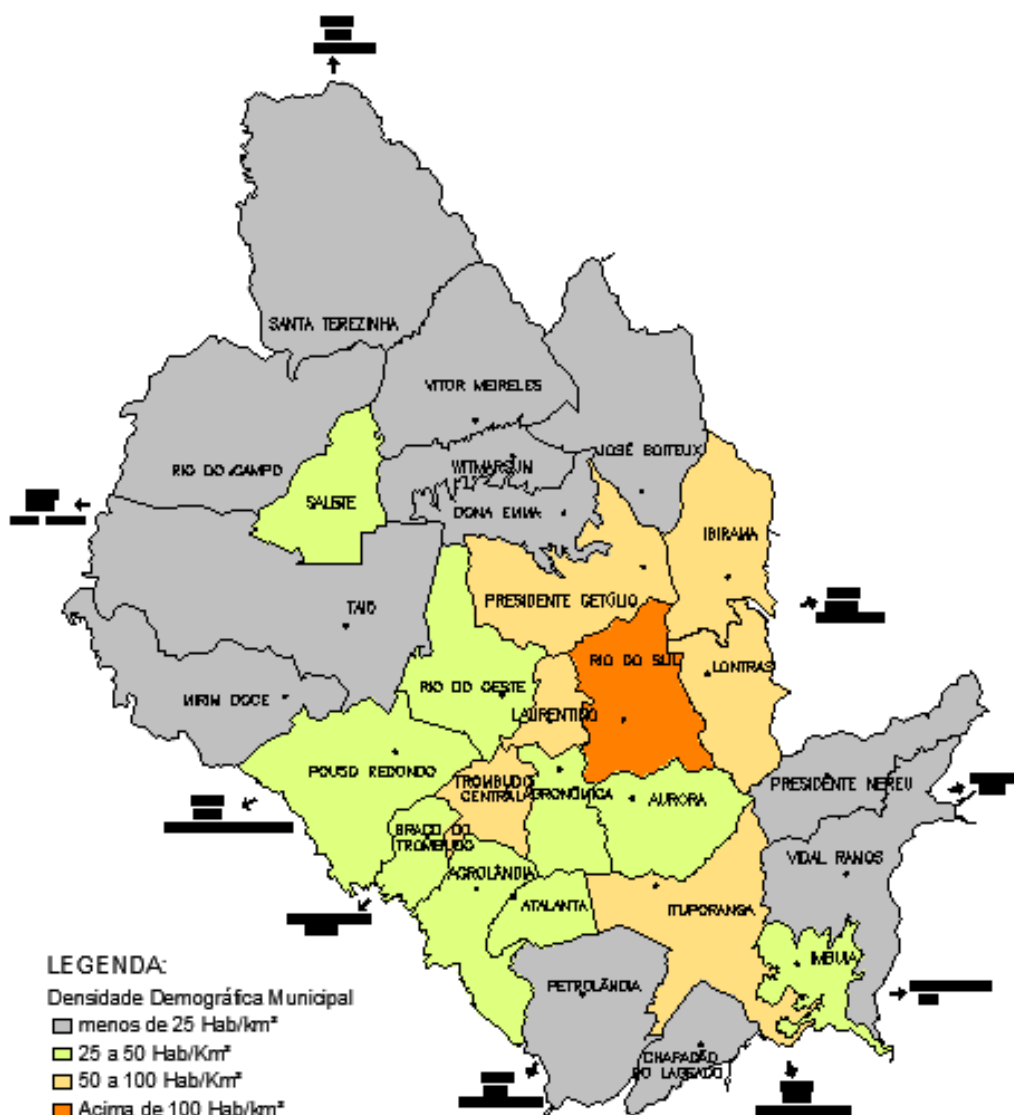 SANTA TEREZINHA
VITOR MEIRELES
JOSÉ BOITEUX
RIO DO CAMPO
WITMARSUM
SALETE
DONA EMMA
IBIRAMA
TAIÓ
PRESIDENTE GETÚLIO
RIO DO SUL
LONTRAS
RIO DO OESTE
MIRIM DOCE
LAURENTINO
POUSO REDONDO
TROMBUDO
CENTRAL
AGRONÔMICA
AURORA
PRESIDENTE NEREU
BRAÇO DO
TROMBUDO
VIDAL RAMOS
AGROLÂNDIA
ATALANTA
ITUPORANGA
IMBUIA
PETROLÂNDIA
CHAPADÃO
DO LAGEADO
LEGENDA:
Densidade Demográfica Municipal
menos de 25 Hab/km²
25 a 50 Hab/Km²
50 a 100 Hab/Km²
Acima de 100 Hab/km²